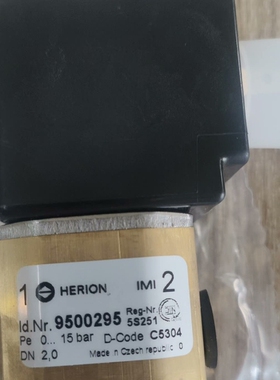 1 HERION IMI 2
Id.Nr. 9500295 Reg-Nr. 5S251
Pe 0... 15 bar D-Code C5304
DN 2,0 Made in Czech republic 0